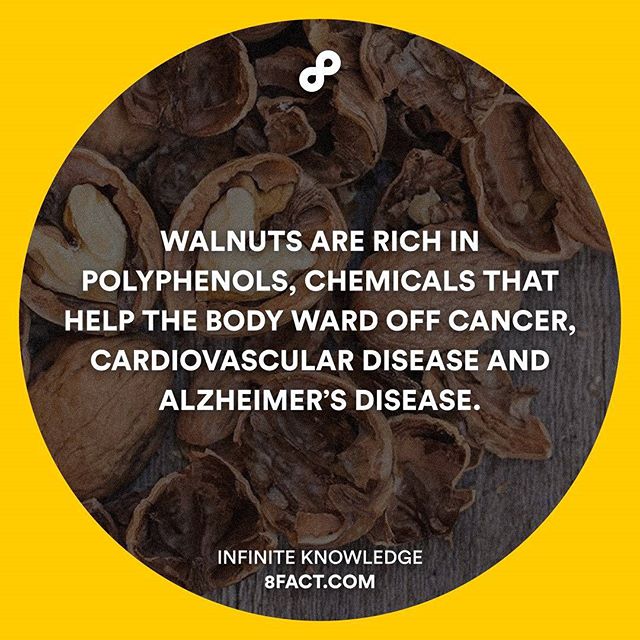 WALNUTS ARE RICH IN
POLYPHENOLS, CHEMICALS THAT
HELP THE BODY WARD OFF CANCER,
CARDIOVASCULAR DISEASE AND
ALZHEIMER’S DISEASE.
INFINITE KNOWLEDGE
8FACT.COM